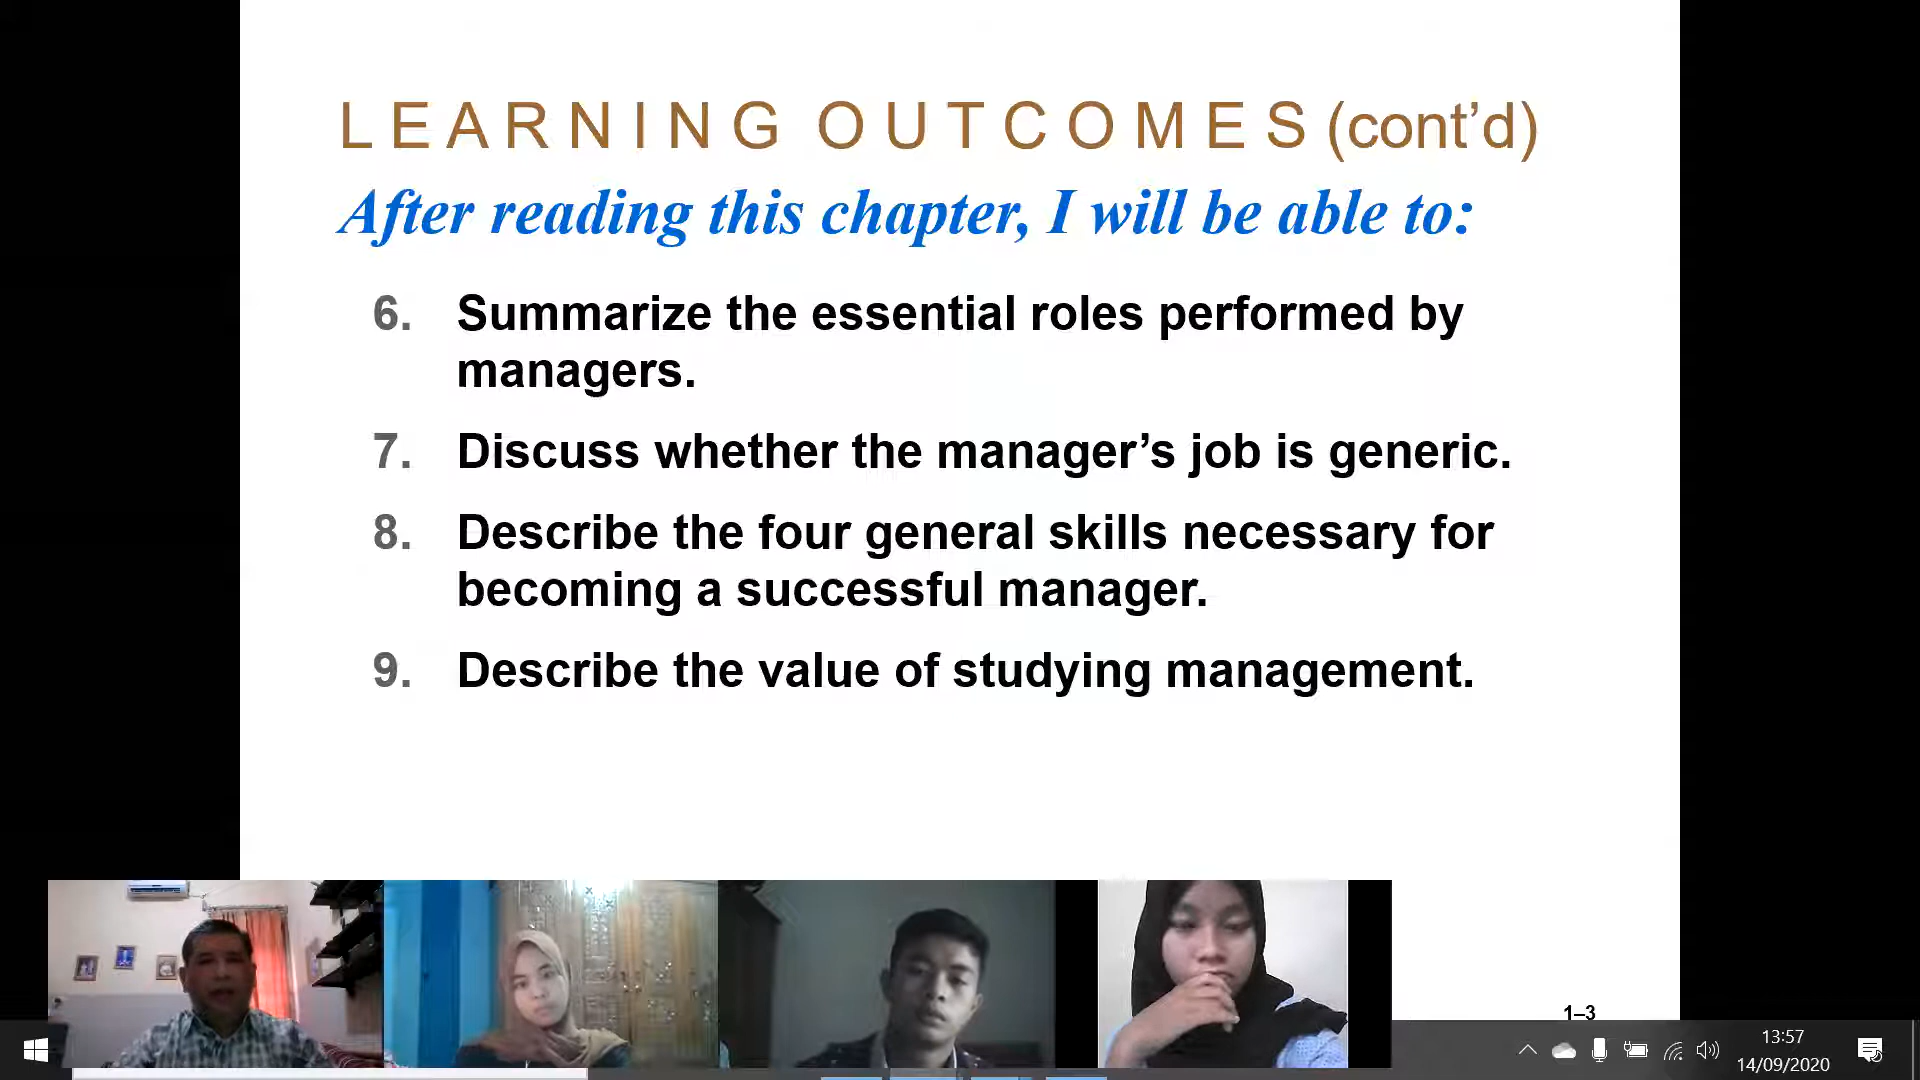 LEARNING OUTCOMES (cont’d)
After reading this chapter, I will be able to:
6. Summarize the essential roles performed by
managers.
7. Discuss whether the manager’s job is generic.
8. Describe the four general skills necessary for
becoming a successful manager.
9. Describe the value of studying management.
1–3
13:57
14/09/2020